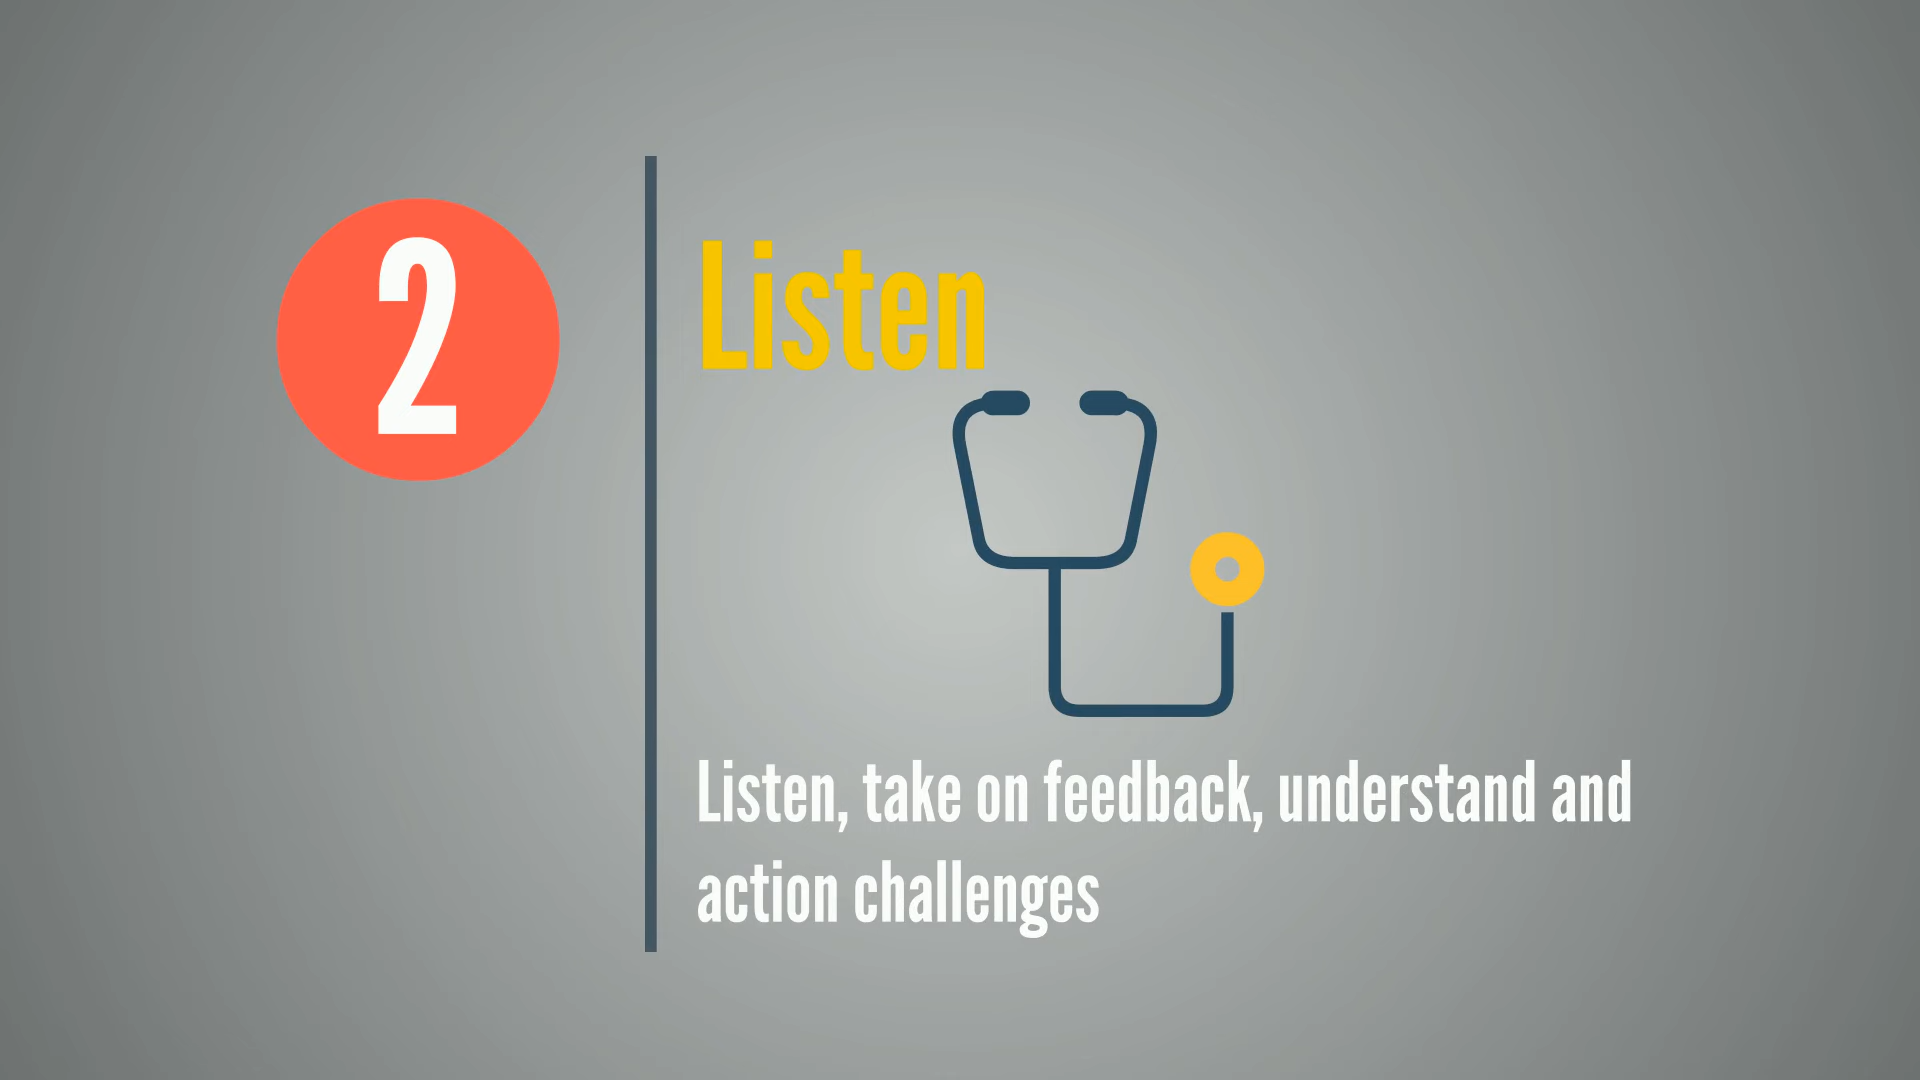 2
Listen
Listen, take on feedback, understand and
action challenges